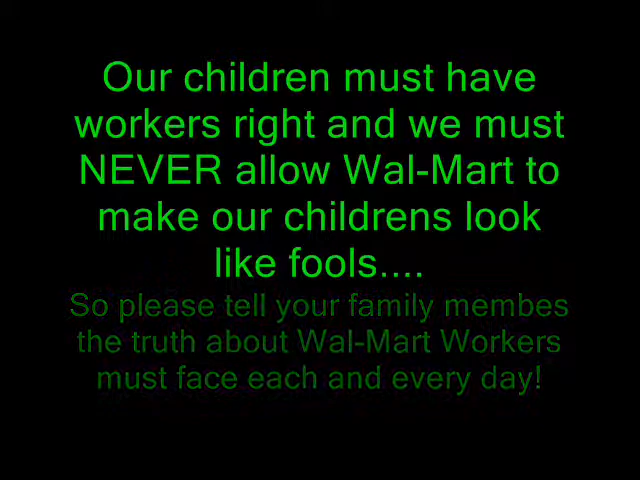 Our children must have
workers right and we must
NEVER allow Wal-Mart to
make our childrens look
like fools....
So please tell your family membes
the truth about Wal-Mart Workers
must face each and every day!